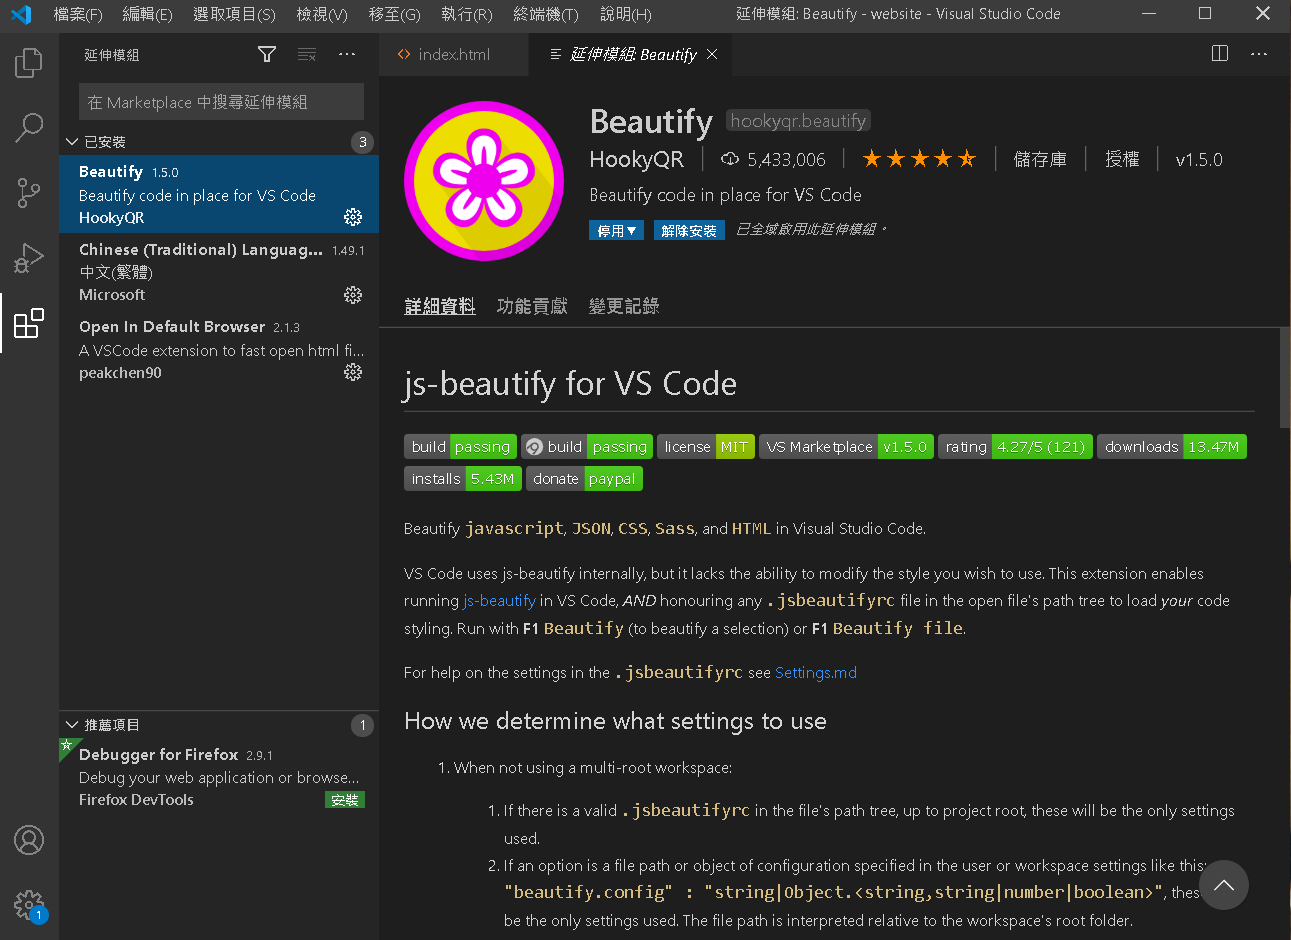 檔案(F) 編輯(E) 選取項目(S) 檢視(V) 移至(G) 執行(R) 終端機(T) 說明(H) 延伸模組: Beautify - website - Visual Studio Code
延伸模組
在 Marketplace 中搜尋延伸模組
已安裝 3
Beautify 1.5.0
Beautify code in place for VS Code
HookyQR
Chinese (Traditional) Languag... 1.49.1
中文(繁體)
Microsoft
Open In Default Browser 2.1.3
A VSCode extension to fast open html fi...
peakchen90
推薦項目 1
Debugger for Firefox 2.9.1
Debug your web application or browse...
Firefox DevTools 安裝
1
index.html 延伸模組: Beautify
Beautify hookyqr.beautify
HookyQR 5,433,006 儲存庫 授權 v1.5.0
Beautify code in place for VS Code
停用▼ 解除安裝 已全域啟用此延伸模組。
詳細資料 功能貢獻 變更記錄
js-beautify for VS Code
build passing build passing license MIT VS Marketplace v1.5.0 rating 4.27/5 (121) downloads 13.47M
installs 5.43M donate paypal
Beautify javascript, JSON, CSS, Sass, and HTML in Visual Studio Code.
VS Code uses js-beautify internally, but it lacks the ability to modify the style you wish to use. This extension enables
running js-beautify in VS Code, AND honouring any .jsbeautifyrc file in the open file's path tree to load your code
styling. Run with F1 Beautify (to beautify a selection) or F1 Beautify file.
For help on the settings in the .jsbeautifyrc see Settings.md
How we determine what settings to use
1. When not using a multi-root workspace:
1. If there is a valid .jsbeautifyrc in the file's path tree, up to project root, these will be the only settings
used.
2. If an option is a file path or object of configuration specified in the user or workspace settings like this:
"beautify.config" : "string|Object.<string,string|number|boolean>", thes
be the only settings used. The file path is interpreted relative to the workspace's root folder.